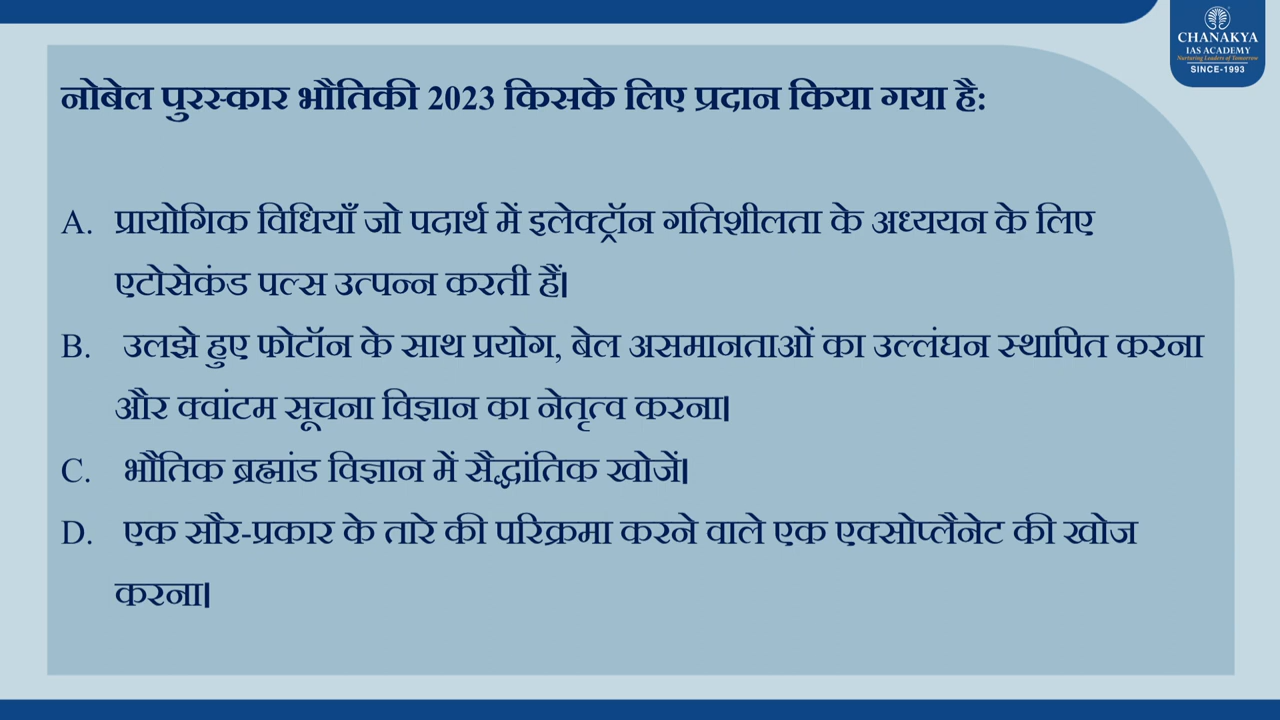 CHANAKYA
IAS ACADEMY
Nurturing Leaders of Tomorrow
SINCE-1993
नोबेल पुरस्कार भौतिकी 2023 किसके लिए प्रदान किया गया है:
A. प्रायोगिक विधियाँ जो पदार्थ में इलेक्ट्रॉन गतिशीलता के अध्ययन के लिए
एटोसेकंड पल्स उत्पन्न करती हैं।
B. उलझे हुए फोटॉन के साथ प्रयोग, बेल असमानताओं का उल्लंघन स्थापित करना
और क्वांटम सूचना विज्ञान का नेतृत्व करना।
C. भौतिक ब्रह्मांड विज्ञान में सैद्धांतिक खोजें।
D. एक सौर-प्रकार के तारे की परिक्रमा करने वाले एक एक्सोप्लैनेट की खोज
करना।